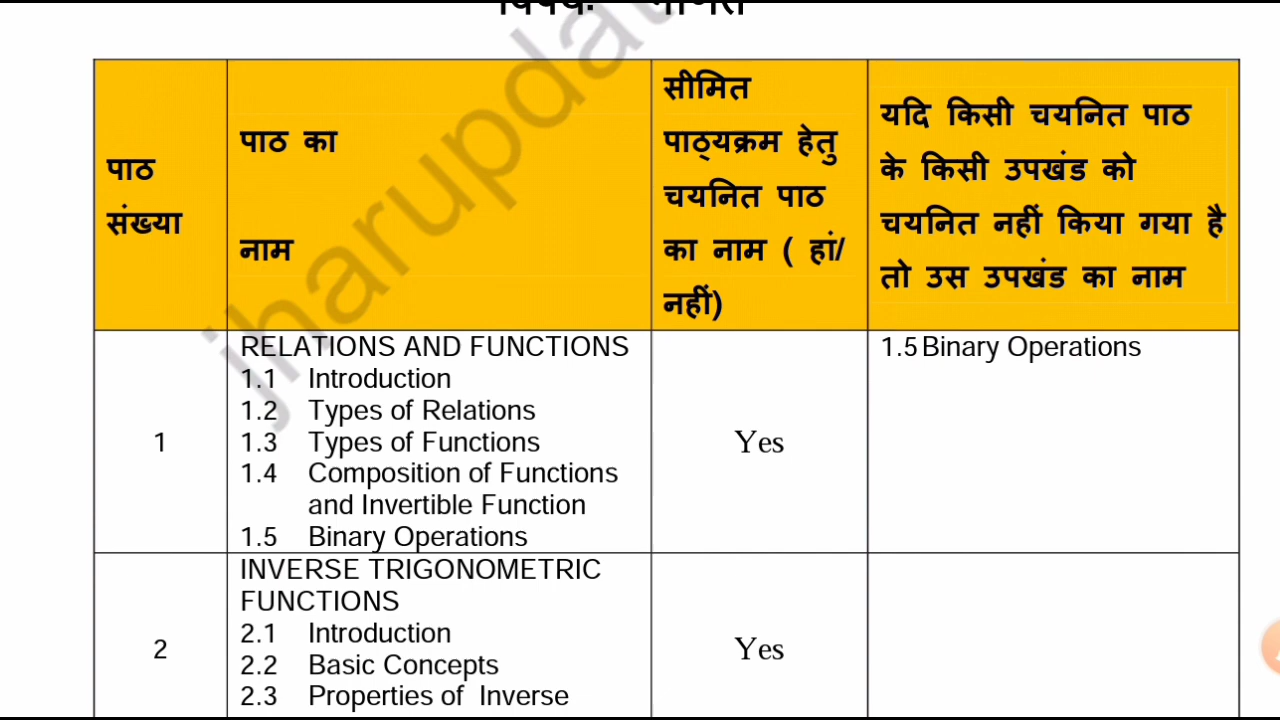 पाठ संख्या
पाठ का
नाम
सीमित
पाठ्यक्रम हेतु
चयनित पाठ
का नाम ( हां/
नहीं)
यदि किसी चयनित पाठ
के किसी उपखंड को
चयनित नहीं किया गया है
तो उस उपखंड का नाम
1
RELATIONS AND FUNCTIONS
1.1 Introduction
1.2 Types of Relations
1.3 Types of Functions
1.4 Composition of Functions
and Invertible Function
1.5 Binary Operations
Yes
1.5 Binary Operations
2
INVERSE TRIGONOMETRIC
FUNCTIONS
2.1 Introduction
2.2 Basic Concepts
2.3 Properties of Inverse
Yes
jharupdat